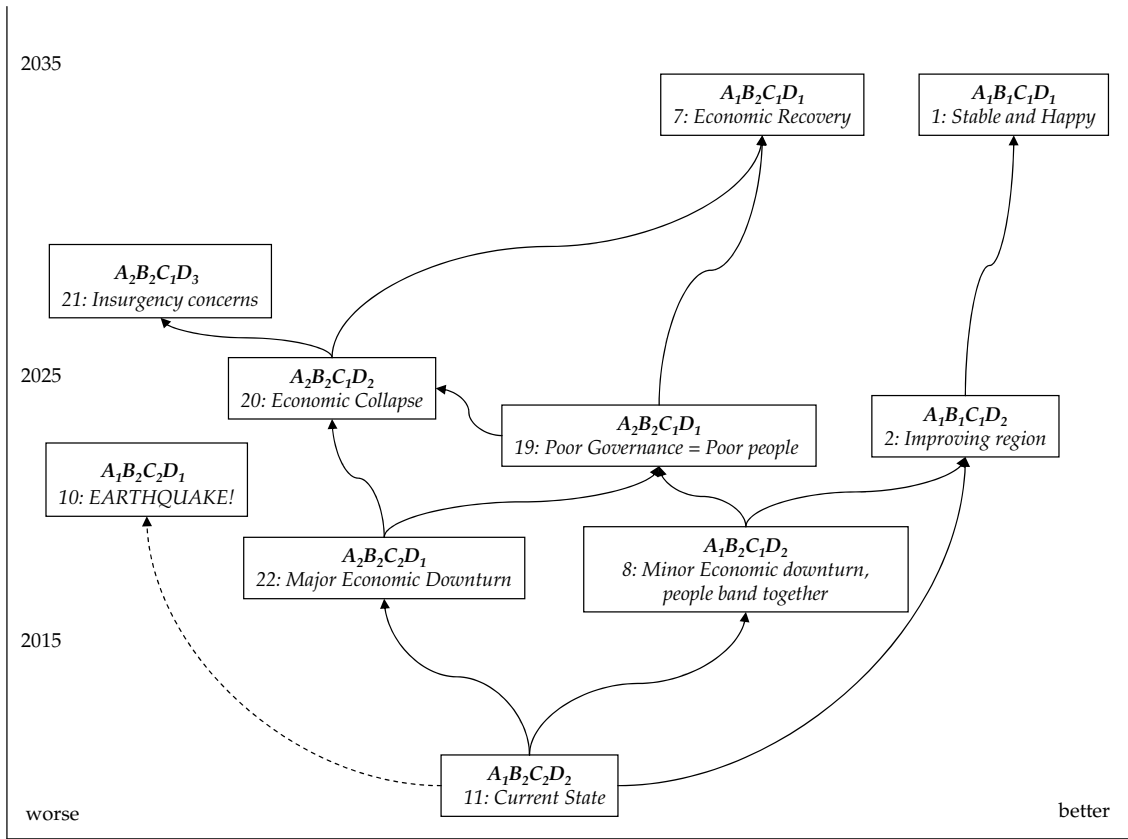 2035
A₁B₂C₁D₁
7: Economic Recovery
A₁B₁C₁D₁
1: Stable and Happy
A₂B₂C₁D₃
21: Insurgency concerns
2025
A₂B₂C₁D₂
20: Economic Collapse
A₂B₂C₁D₁
19: Poor Governance = Poor people
A₁B₁C₁D₂
2: Improving region
A₁B₂C₂D₁
10: EARTHQUAKE!
A₂B₂C₂D₁
22: Major Economic Downturn
A₁B₂C₁D₂
8: Minor Economic downturn,
people band together
2015
A₁B₂C₂D₂
11: Current State
worse
better